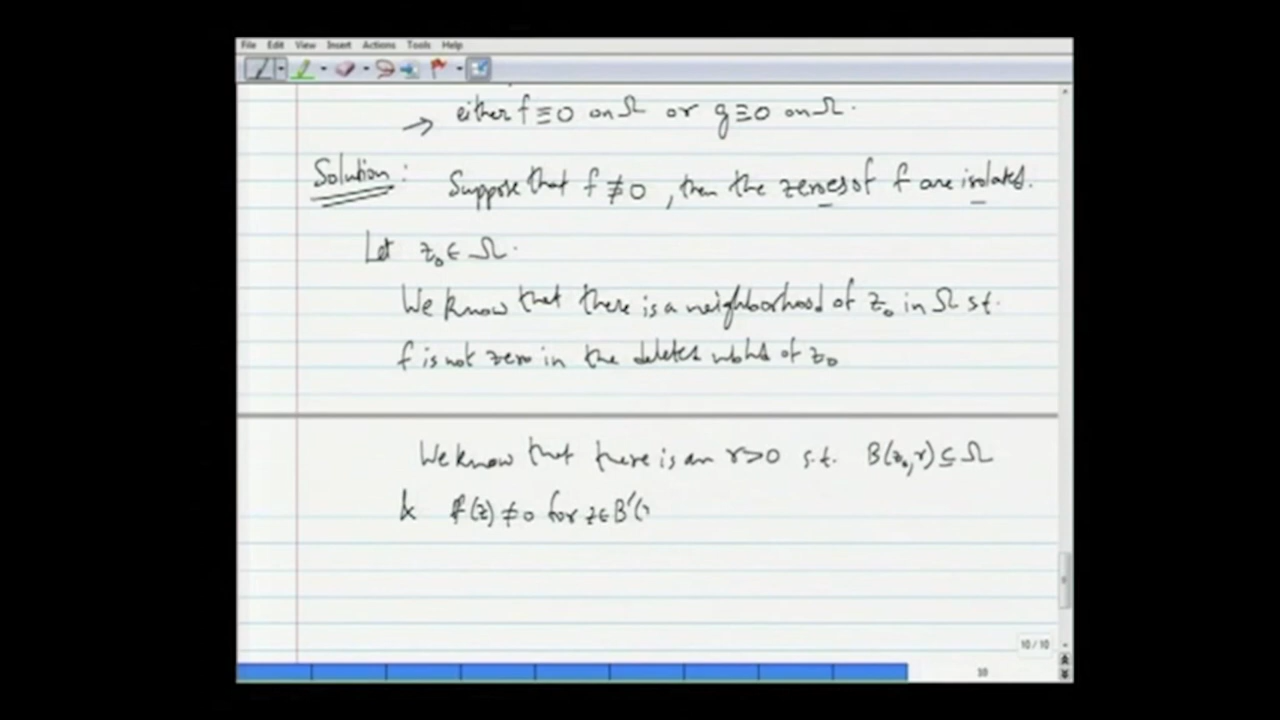 File Edit View Insert Actions Tools Help
either f ≡ 0 on Ω or g ≡ 0 on Ω.
Solution : Suppose that f ≢ 0 , then the zeroes of f are isolated.
Let z₀ ∈ Ω.
We know that there is a neighborhood of z₀ in Ω s.t.
f is not zero in the deleted nbhd of z₀
We know that there is an r>0 s.t. B(z₀,r) ⊆ Ω
& f(z) ≠ 0 for z ∈ B'(
10 / 10
10